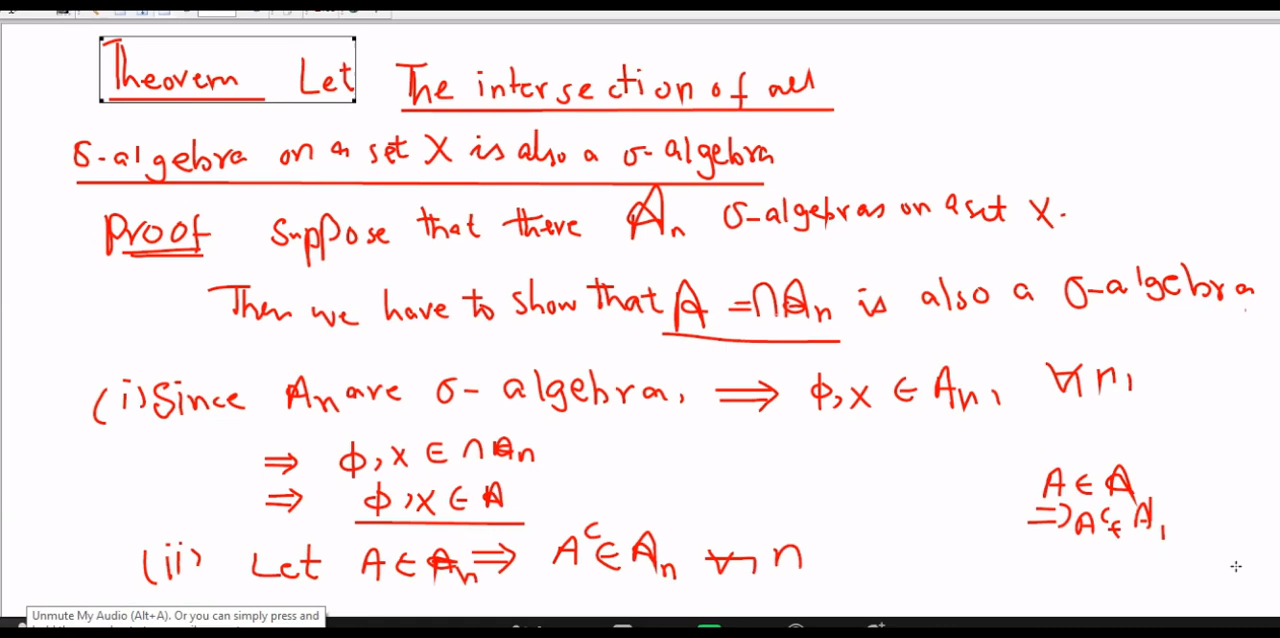 Theorem Let The intersection of all
σ-algebra on a set X is also a σ-algebra
Proof Suppose that there 𝔸n σ-algebras on a set X.
Then we have to show that 𝔸 = ∩𝔸n is also a σ-algebra
(i) Since 𝔸n are σ-algebra, ⟹ ϕ, X ∈ 𝔸n, ∀ n,
⇒ ϕ, X ∈ ∩ 𝔸n
⇒ ϕ, X ∈ 𝔸
A ∈ 𝔸
⇒ A^c ∈ 𝔸,
(ii) Let A ∈ 𝔸n ⟹ A^c ∈ 𝔸n ∀ n
Unmute My Audio (Alt+A). Or you can simply press and